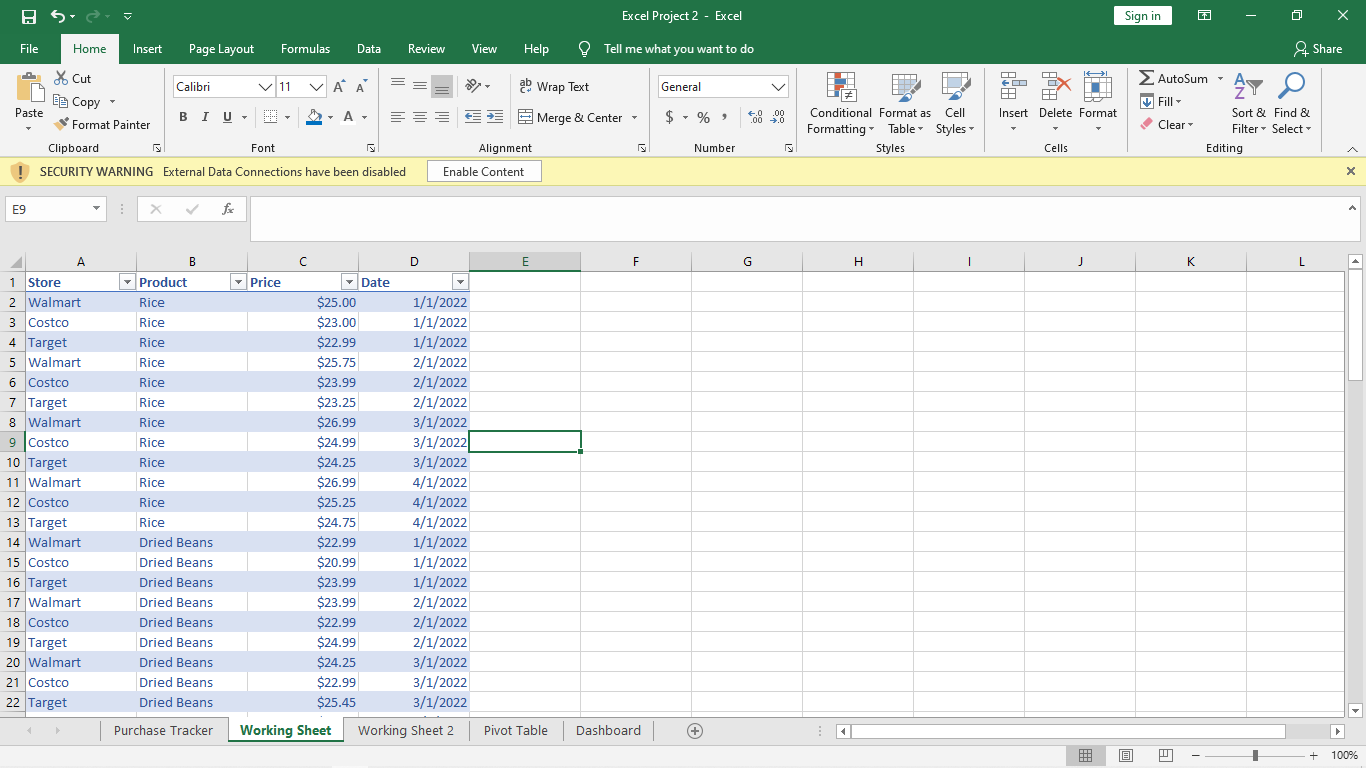 Excel Project 2 - Excel
Sign in
File Home Insert Page Layout Formulas Data Review View Help Tell me what you want to do Share
Paste
Cut
Copy
Format Painter
Clipboard
Calibri 11 A A
B I U A
Font
ab Wrap Text
Merge & Center
Alignment
General
$ % , .00 .0
Number
Conditional Formatting
Format as Table
Cell Styles
Styles
Insert Delete Format
Cells
AutoSum
Fill
Clear
Sort & Filter
Find & Select
Editing
SECURITY WARNING External Data Connections have been disabled Enable Content
E9 fx
A B C D E F G H I J K L
1 Store Product Price Date
2 Walmart Rice $25.00 1/1/2022
3 Costco Rice $23.00 1/1/2022
4 Target Rice $22.99 1/1/2022
5 Walmart Rice $25.75 2/1/2022
6 Costco Rice $23.99 2/1/2022
7 Target Rice $23.25 2/1/2022
8 Walmart Rice $26.99 3/1/2022
9 Costco Rice $24.99 3/1/2022
10 Target Rice $24.25 3/1/2022
11 Walmart Rice $26.99 4/1/2022
12 Costco Rice $25.25 4/1/2022
13 Target Rice $24.75 4/1/2022
14 Walmart Dried Beans $22.99 1/1/2022
15 Costco Dried Beans $20.99 1/1/2022
16 Target Dried Beans $23.99 1/1/2022
17 Walmart Dried Beans $23.99 2/1/2022
18 Costco Dried Beans $22.99 2/1/2022
19 Target Dried Beans $24.99 2/1/2022
20 Walmart Dried Beans $24.25 3/1/2022
21 Costco Dried Beans $22.99 3/1/2022
22 Target Dried Beans $25.45 3/1/2022
Purchase Tracker Working Sheet Working Sheet 2 Pivot Table Dashboard
100%